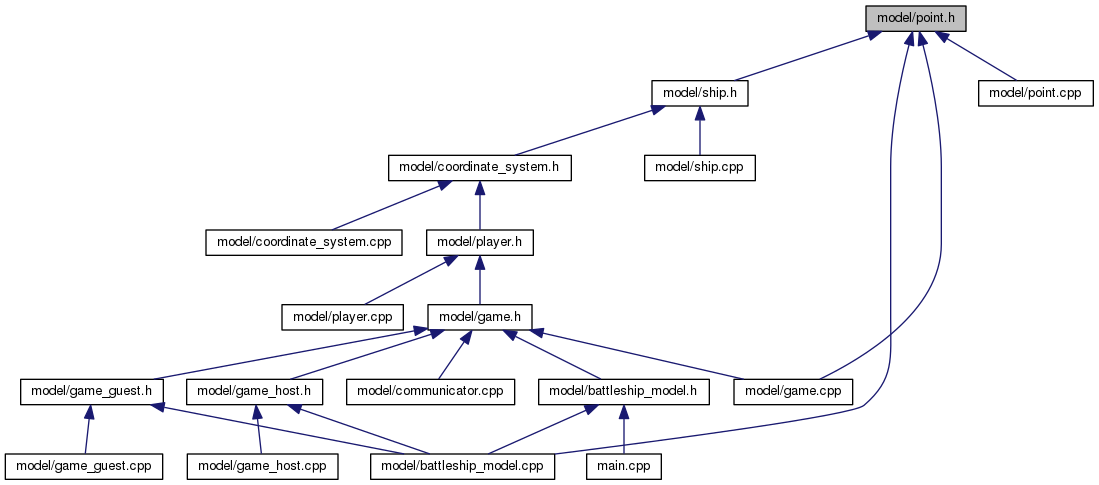 model/point.h
model/ship.h
model/point.cpp
model/coordinate_system.h
model/ship.cpp
model/coordinate_system.cpp
model/player.h
model/player.cpp
model/game.h
model/game_guest.h
model/game_host.h
model/communicator.cpp
model/battleship_model.h
model/game.cpp
model/game_guest.cpp
model/game_host.cpp
model/battleship_model.cpp
main.cpp